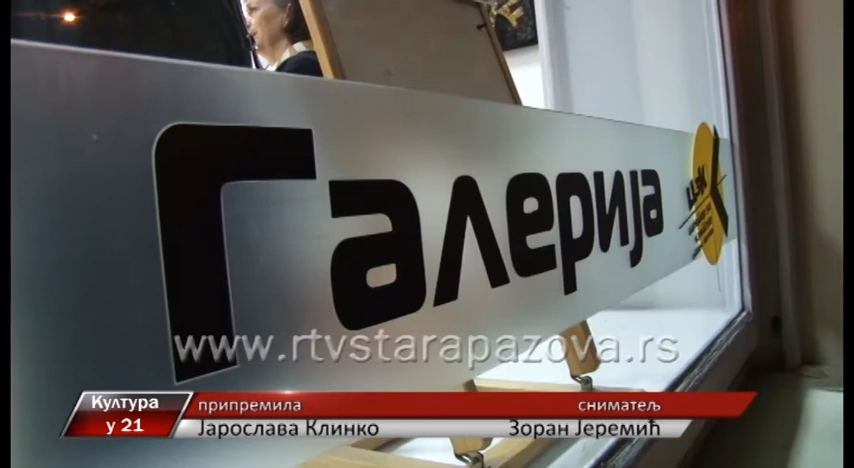 Галерија
www.rtvstarapazova.rs
Култура
у 21
припремила
сниматељ
Јарослава Клинко
Зоран Јеремић